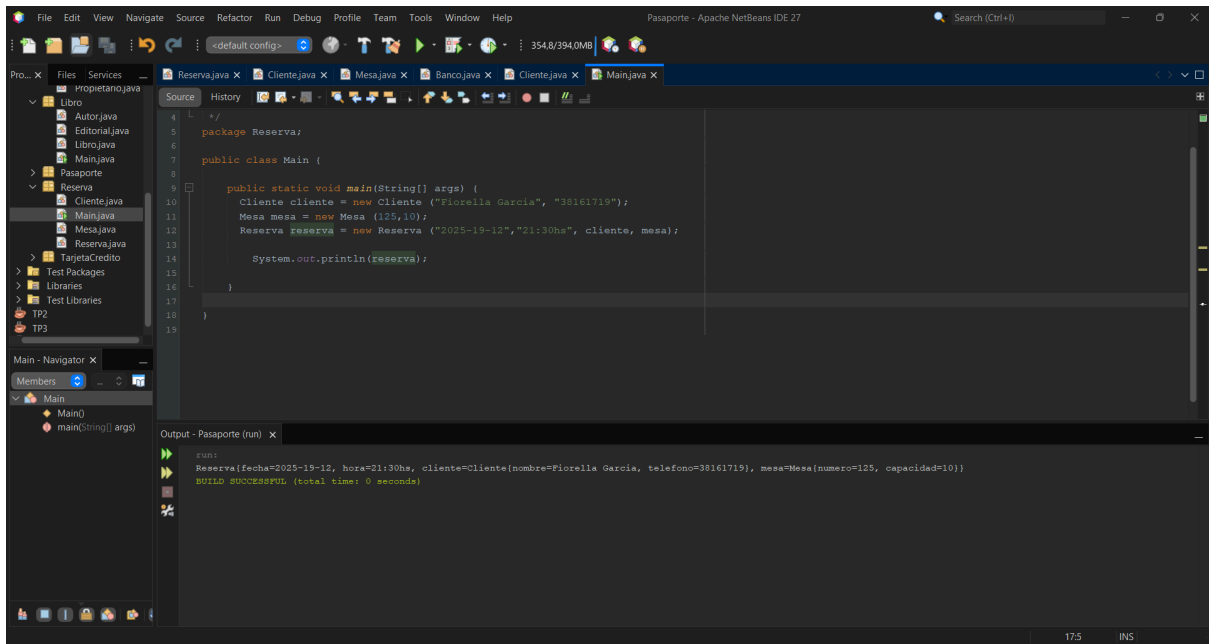 File Edit View Navigate Source Refactor Run Debug Profile Team Tools Window Help Pasaporte - Apache NetBeans IDE 27 Search (Ctrl+I)
<default config> 354,8/394,0MB
Pro... X Files Services
Reserva.java Cliente.java Mesa.java Banco.java Cliente.java Main.java
Source History
Propietario.java
Libro
Autor.java
Editorial.java
Libro.java
Main.java
Pasaporte
Reserva
Cliente.java
Main.java
Mesa.java
Reserva.java
TarjetaCredito
Test Packages
Libraries
Test Libraries
TP2
TP3
4 */
5 package Reserva;
6
7 public class Main {
8
9 public static void main(String[] args) {
10 Cliente cliente = new Cliente ("Fiorella Garcia", "38161719");
11 Mesa mesa = new Mesa (125,10);
12 Reserva reserva = new Reserva ("2025-19-12","21:30hs", cliente, mesa);
13
14 System.out.println(reserva);
15
16 }
17
18 }
19
Main - Navigator
Members
Main
Main()
main(String[] args)
Output - Pasaporte (run)
run:
Reserva{fecha=2025-19-12, hora=21:30hs, cliente=Cliente{nombre=Fiorella Garcia, telefono=38161719}, mesa=Mesa{numero=125, capacidad=10}}
BUILD SUCCESSFUL (total time: 0 seconds)
17:5 INS